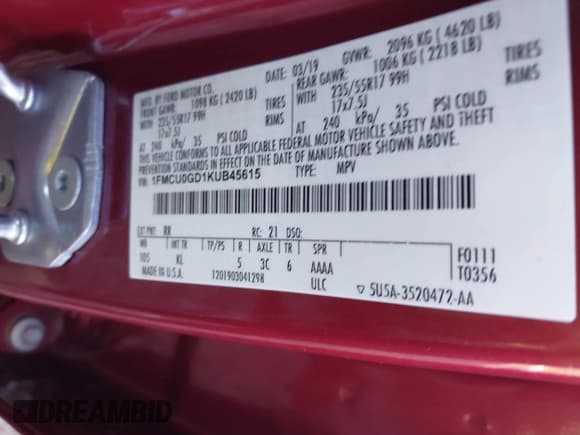 MFD. BY FORD MOTOR CO.
DATE: 03/19
GVWR: 2096 KG ( 4620 LB)
FRONT GAWR: 1098 KG ( 2420 LB)
REAR GAWR: 1006 KG ( 2218 LB)
WITH 235/55R17 99H TIRES
WITH 235/55R17 99H TIRES
17x7.5J RIMS
17x7.5J RIMS
AT 240 kPa/ 35 PSI COLD
AT 240 kPa/ 35 PSI COLD
THIS VEHICLE CONFORMS TO ALL APPLICABLE FEDERAL MOTOR VEHICLE SAFETY AND THEFT
PREVENTION STANDARDS IN EFFECT ON THE DATE OF MANUFACTURE SHOWN ABOVE.
1FMCU0GD1KUB45615
TYPE: MPV
EXT PNT: RR RC: 21 DSO:
WB INT TR TP/PS R AXLE TR SPR
105 KL 5 3C 6 AAAA
F0111
T0356
MADE IN U.S.A. 1201903041298 ULC
▽ 5U5A-3520472-AA
DREAMBID